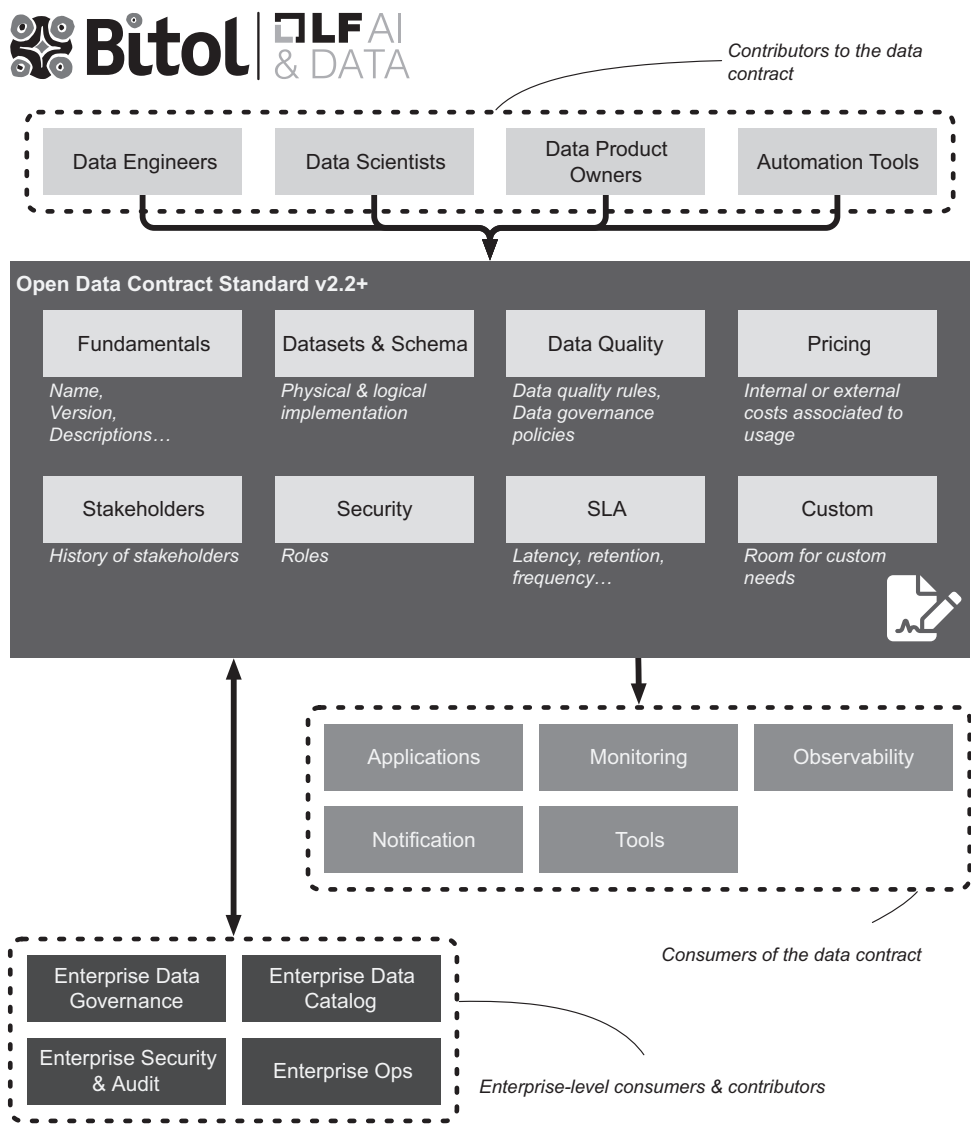 Bitol
LF AI
& DATA
Contributors to the data
contract
Data Engineers
Data Scientists
Data Product
Owners
Automation Tools
Open Data Contract Standard v2.2+
Fundamentals
Name,
Version,
Descriptions…
Datasets & Schema
Physical & logical
implementation
Data Quality
Data quality rules,
Data governance
policies
Pricing
Internal or external
costs associated to
usage
Stakeholders
History of stakeholders
Security
Roles
SLA
Latency, retention,
frequency…
Custom
Room for custom
needs
Applications
Monitoring
Observability
Notification
Tools
Consumers of the data contract
Enterprise Data
Governance
Enterprise Data
Catalog
Enterprise Security
& Audit
Enterprise Ops
Enterprise-level consumers & contributors